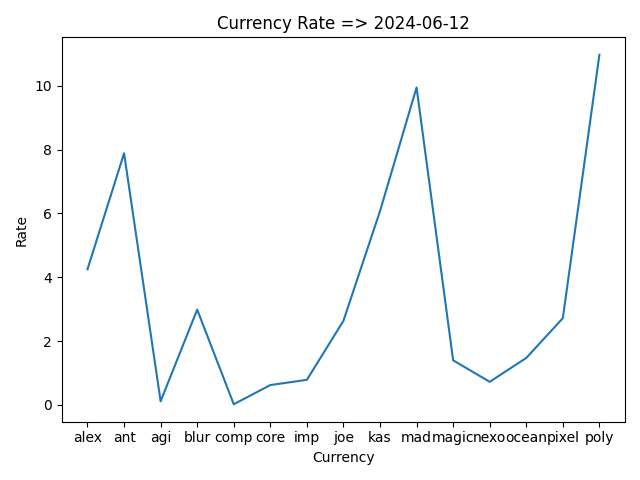 Currency Rate => 2024-06-12
Rate
10
8
6
4
2
0
alex ant agi blur comp core imp joe kas mad magic nexo ocean pixel poly
Currency